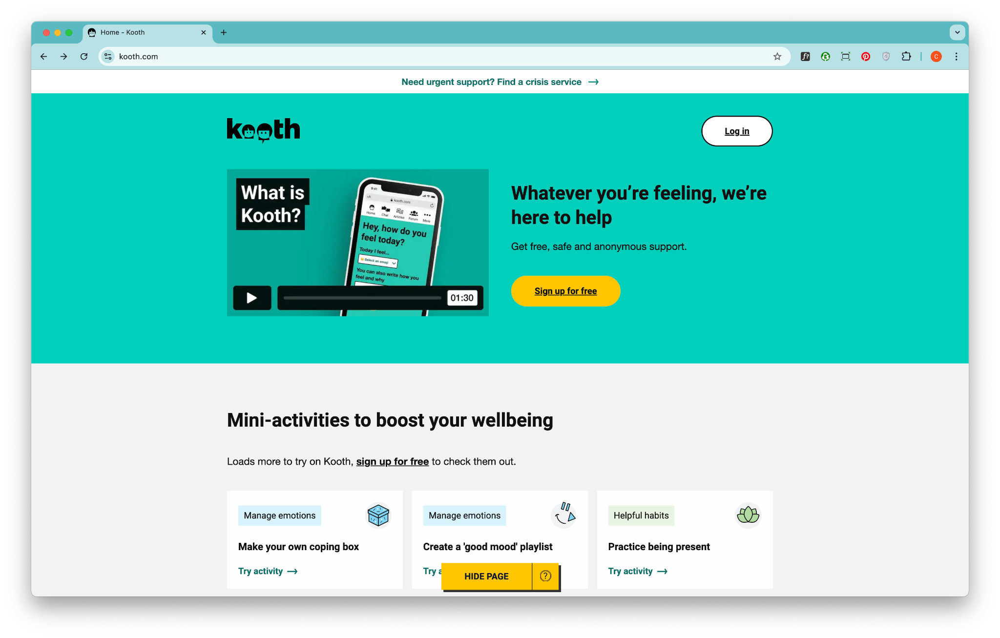 Home - Kooth
kooth.com
f?
C
Need urgent support? Find a crisis service →
kooth
Log in
What is
Kooth?
9:41
AA
kooth.com
Home Chat Articles Forum More
Hey, how do you
feel today?
Today I feel...
Select an emoji
You can also write how you
feel and why
01:30
Whatever you’re feeling, we’re
here to help
Get free, safe and anonymous support.
Sign up for free
Mini-activities to boost your wellbeing
Loads more to try on Kooth, sign up for free to check them out.
Manage emotions
Make your own coping box
Try activity →
Manage emotions
Create a 'good mood' playlist
Try a
Helpful habits
Practice being present
Try activity →
HIDE PAGE ?